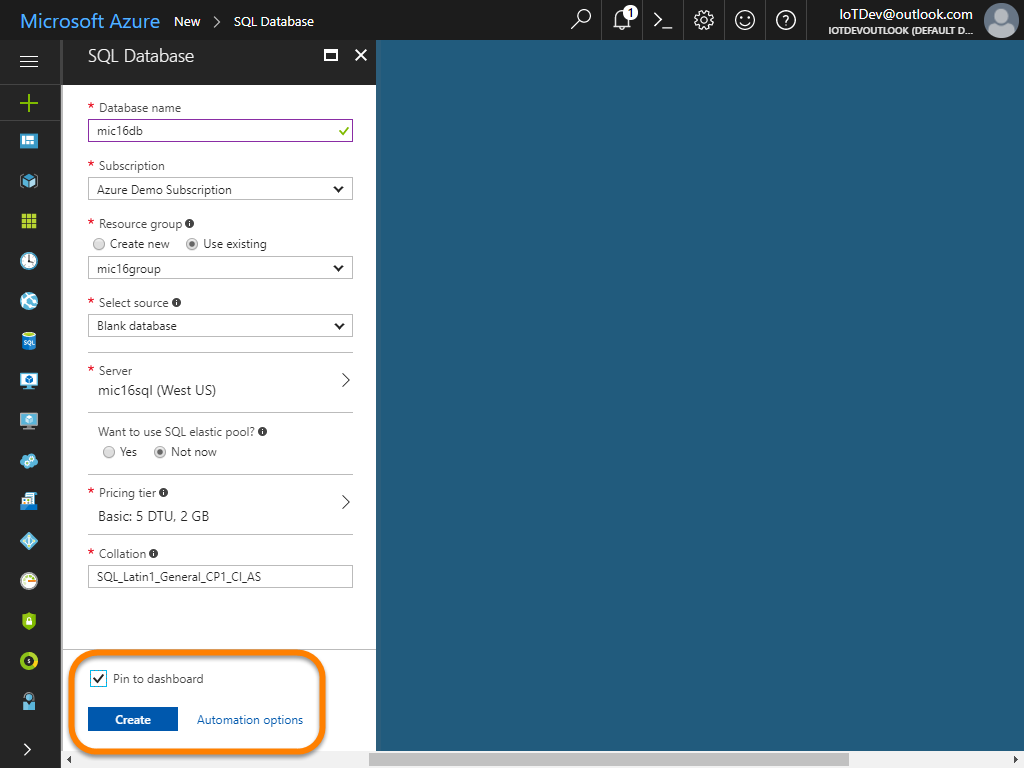 Microsoft Azure New > SQL Database
1
IoTDev@outlook.com
IOTDEVOUTLOOK (DEFAULT D...
SQL Database
* Database name
mic16db
* Subscription
Azure Demo Subscription
* Resource group
Create new Use existing
mic16group
* Select source
Blank database
* Server
mic16sql (West US)
Want to use SQL elastic pool?
Yes Not now
* Pricing tier
Basic: 5 DTU, 2 GB
* Collation
SQL_Latin1_General_CP1_CI_AS
Pin to dashboard
Create Automation options
SQL